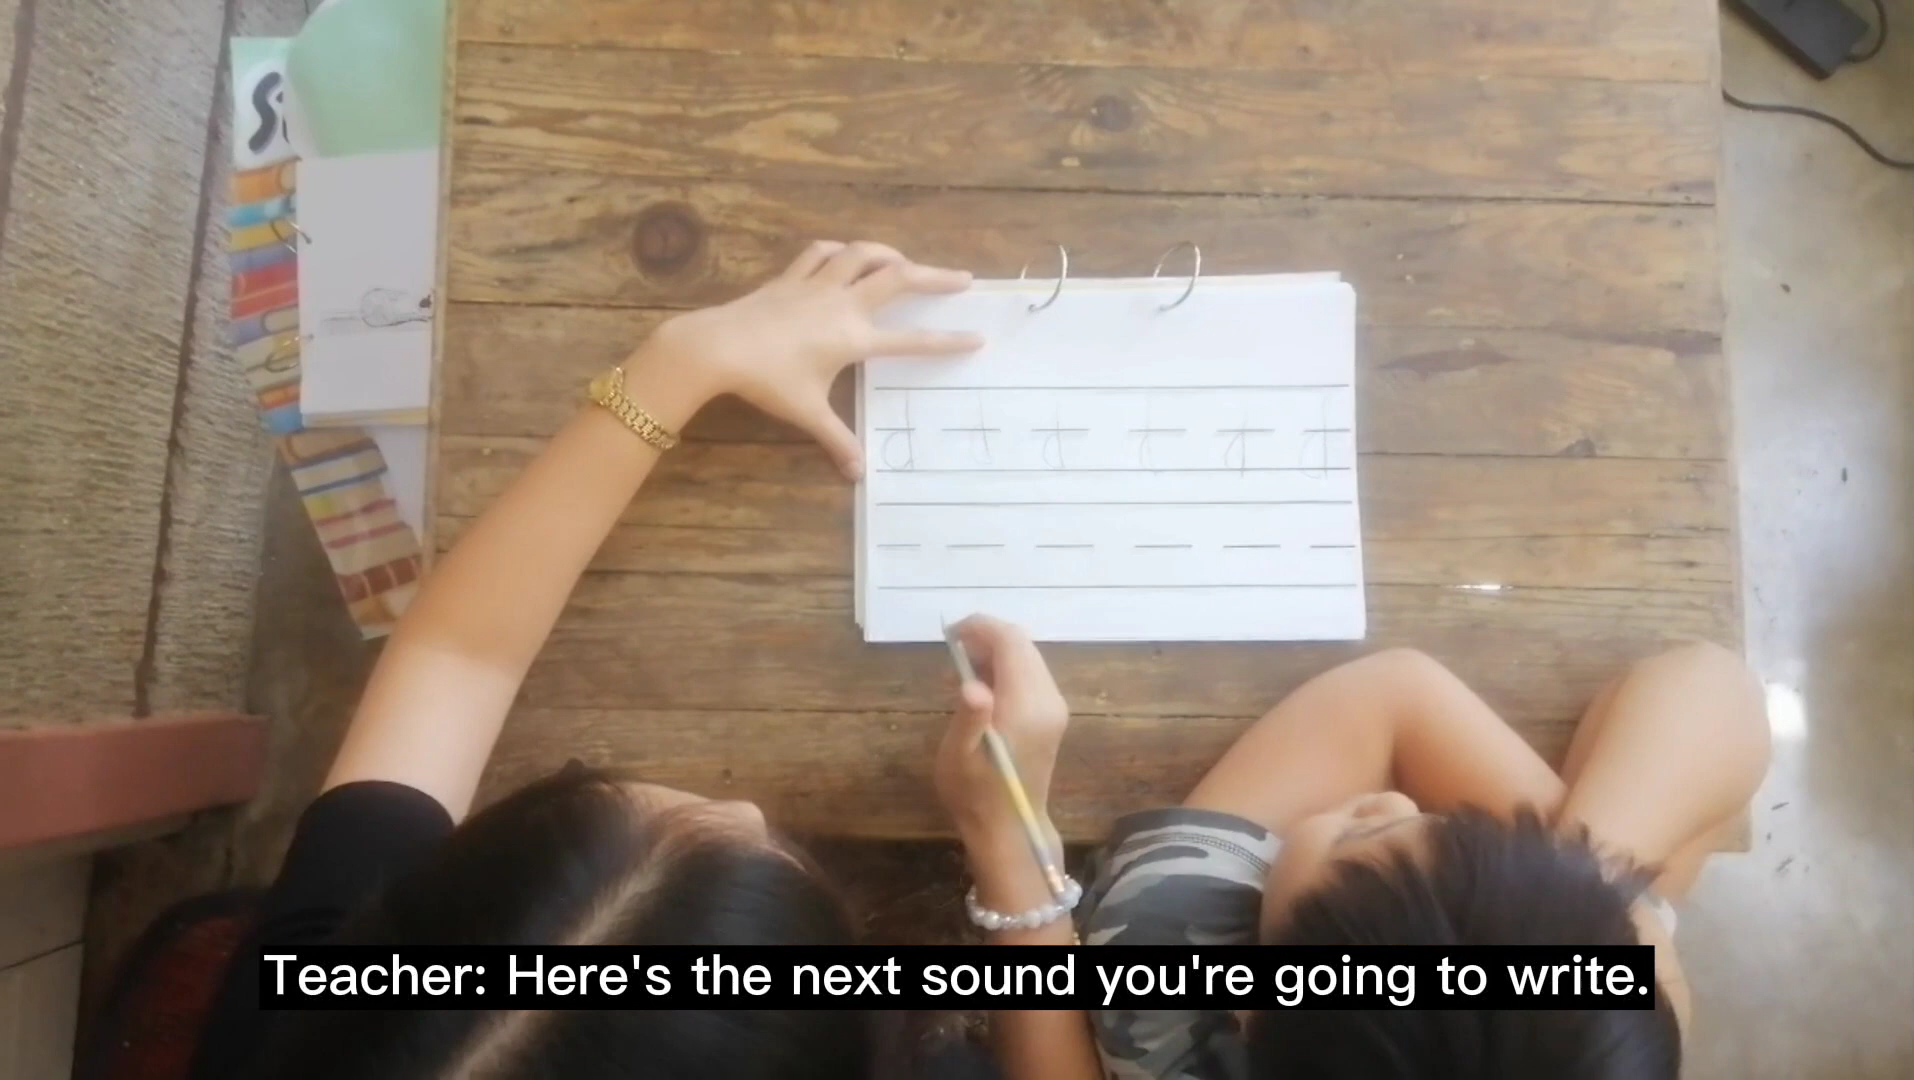 d d d d d d
Teacher: Here's the next sound you're going to write.